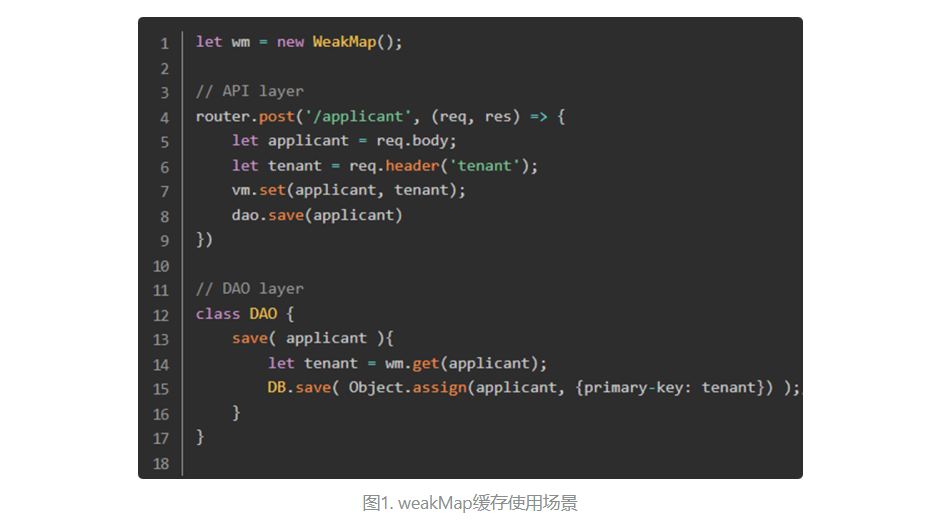 1 let wm = new WeakMap();
2
3 // API layer
4 router.post('/applicant', (req, res) => {
5     let applicant = req.body;
6     let tenant = req.header('tenant');
7     vm.set(applicant, tenant);
8     dao.save(applicant)
9 })
10
11 // DAO layer
12 class DAO {
13     save( applicant ){
14         let tenant = wm.get(applicant);
15         DB.save( Object.assign(applicant, {primary-key: tenant}) );
16     }
17 }
18
图1. weakMap缓存使用场景